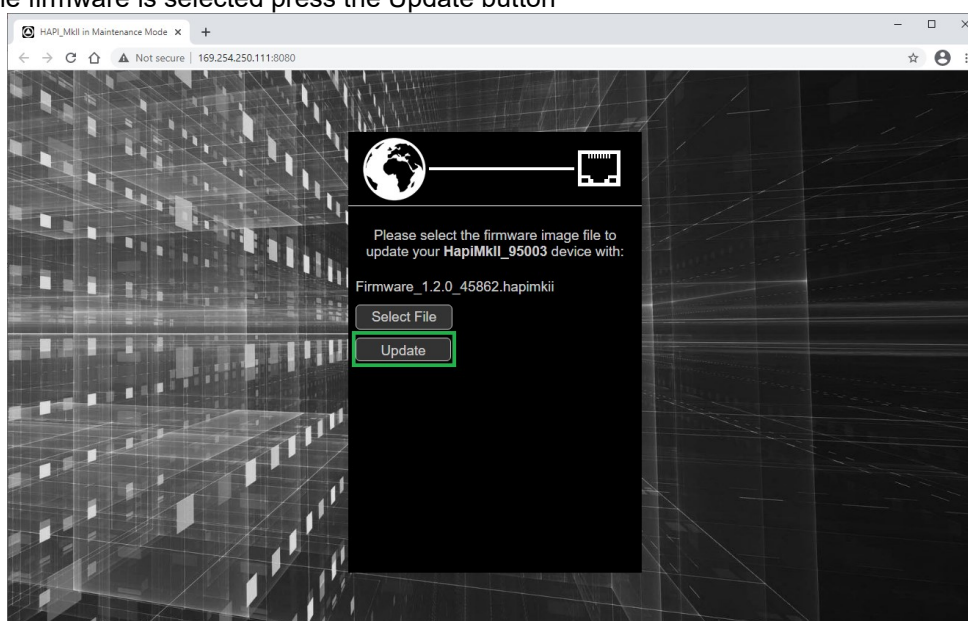 e firmware is selected press the Update button
HAPI_MkII in Maintenance Mode
Not secure | 169.254.250.111:8080
Please select the firmware image file to
update your HapiMkII_95003 device with:
Firmware_1.2.0_45862.hapimkii
Select File
Update